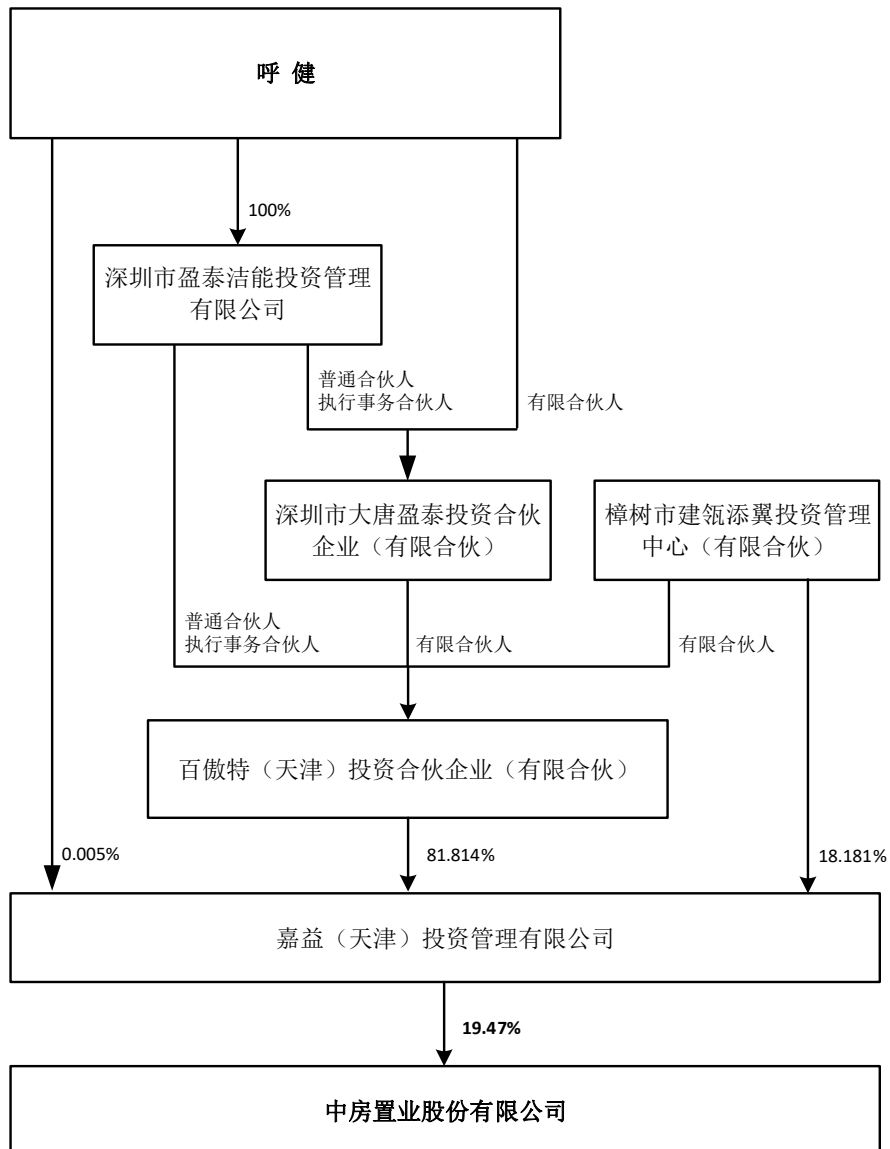 呼 健
100%
深圳市盈泰洁能投资管理
有限公司
普通合伙人
执行事务合伙人
有限合伙人
深圳市大唐盈泰投资合伙
企业（有限合伙）
樟树市建瓴添翼投资管理
中心（有限合伙）
普通合伙人
执行事务合伙人
有限合伙人
有限合伙人
百傲特（天津）投资合伙企业（有限合伙）
0.005%
81.814%
18.181%
嘉益（天津）投资管理有限公司
19.47%
中房置业股份有限公司